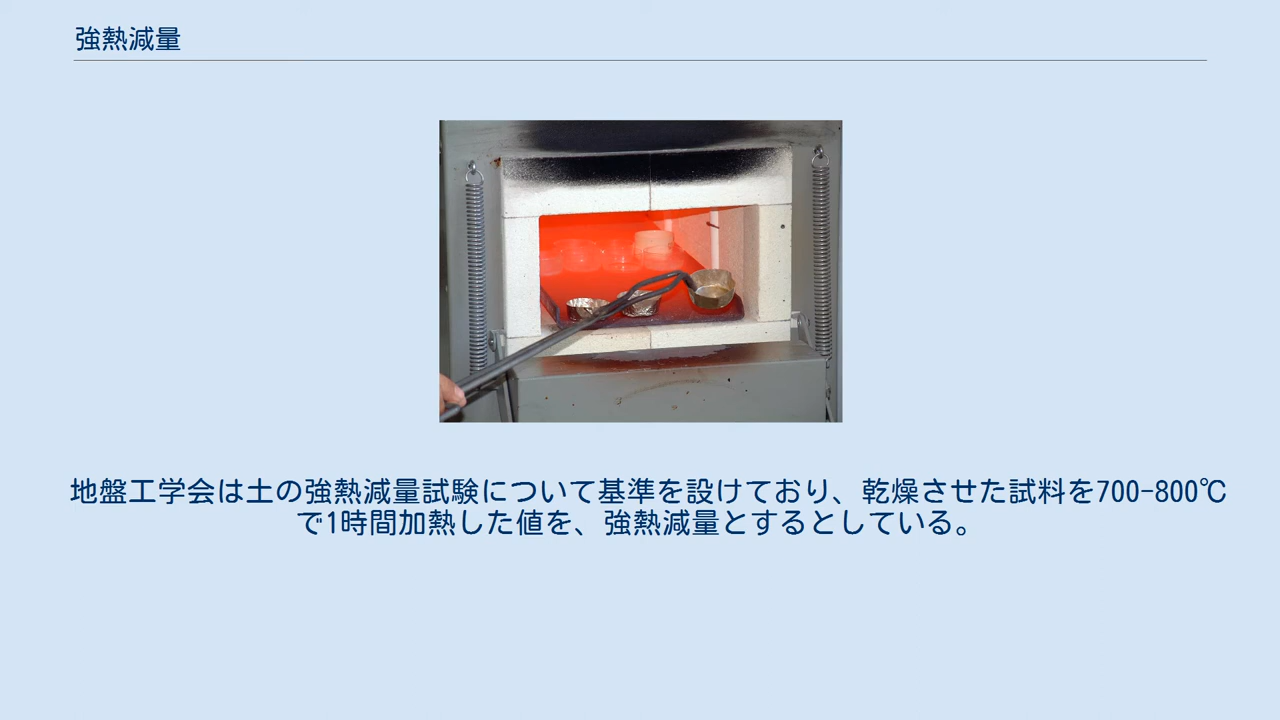 強熱減量
地盤工学会は土の強熱減量試験について基準を設けており、乾燥させた試料を700-800℃
で1時間加熱した値を、強熱減量とするとしている。